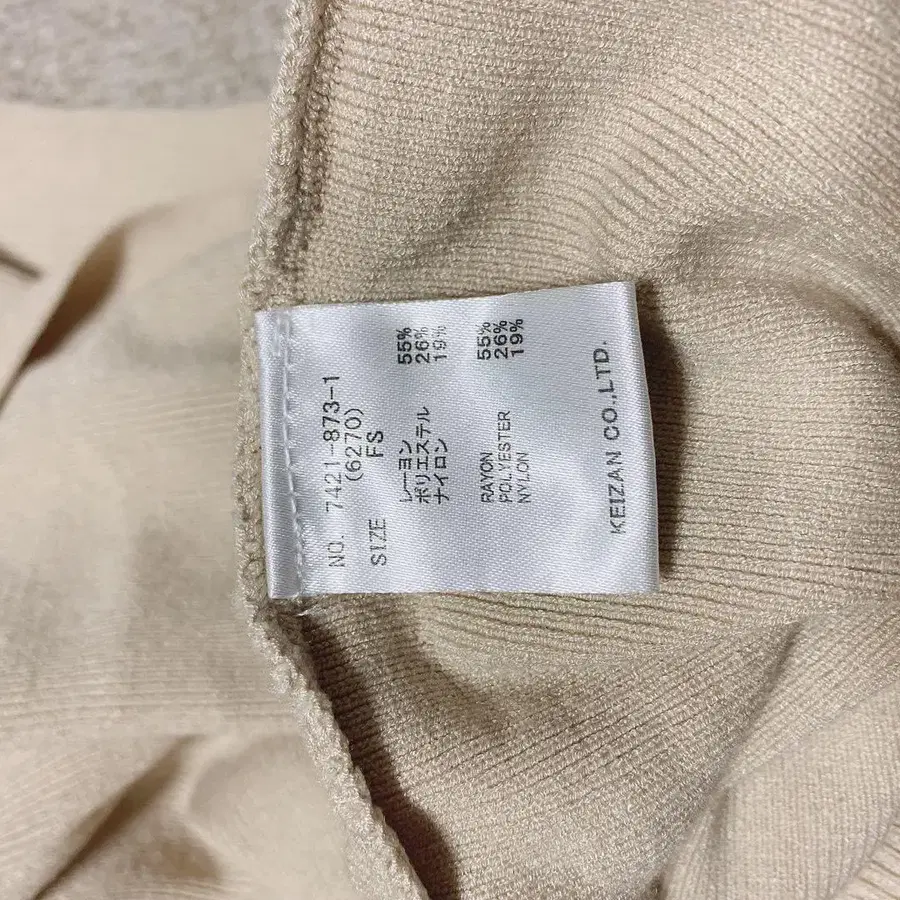 NO. 7421-873-1
(6270)
SIZE FS
レーヨン 55%
ポリエステル 26%
ナイロン 19%
RAYON 55%
POLYESTER 26%
NYLON 19%
KEIZAN CO.,LTD.